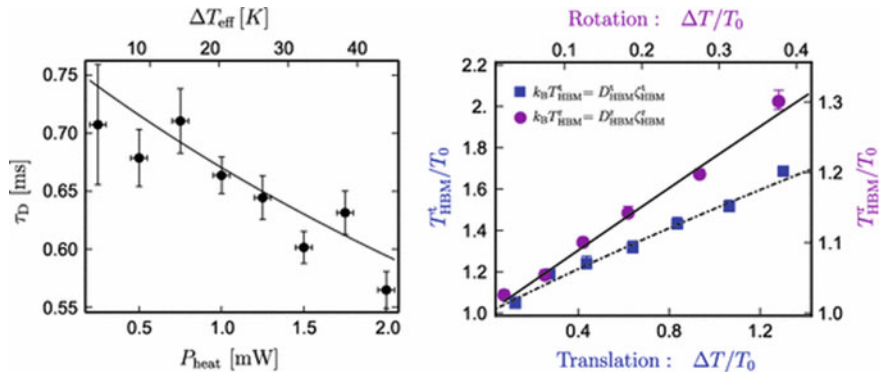 ΔT_eff [K]
10 20 30 40
0.75
0.70
0.65
0.60
0.55
τ_D [ms]
0.5 1.0 1.5 2.0
P_heat [mW]
Rotation : ΔT/T_0
0.1 0.2 0.3 0.4
2.2
2.0
1.8
1.6
1.4
1.2
1.0
T^t_HBM/T_0
k_B T^t_HBM = D^t_HBM ζ^t_HBM
k_B T^r_HBM = D^r_HBM ζ^r_HBM
1.3
1.2
1.1
1.0
T^r_HBM/T_0
0.4 0.8 1.2
Translation : ΔT/T_0